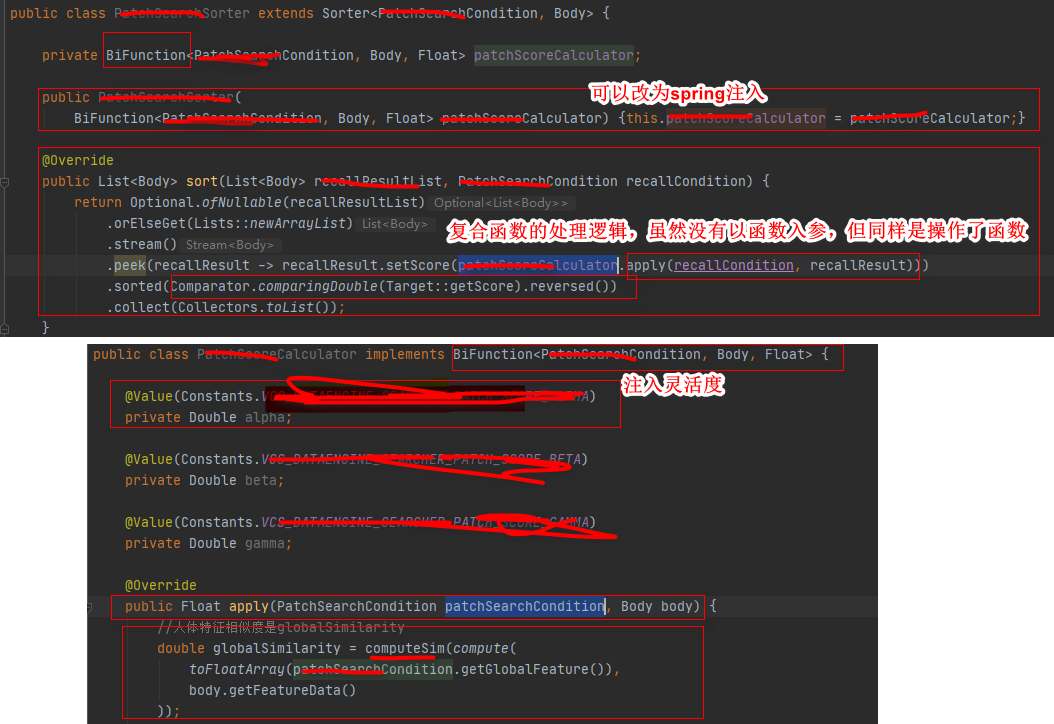 public class PatchSearchSorter extends Sorter<PatchSearchCondition, Body> {
private BiFunction<PatchSearchCondition, Body, Float> patchScoreCalculator;
可以改为spring注入
public PatchSearchSorter(
BiFunction<PatchSearchCondition, Body, Float> patchScoreCalculator) {this.patchScoreCalculator = patchScoreCalculator;}
@Override
public List<Body> sort(List<Body> recallResultList, PatchSearchCondition recallCondition) {
return Optional.ofNullable(recallResultList) Optional<List<Body>>
.orElseGet(Lists::newArrayList) List<Body>
复合函数的处理逻辑，虽然没有以函数入参，但同样是操作了函数
.stream() Stream<Body>
.peek(recallResult -> recallResult.setScore(patchScoreCalculator.apply(recallCondition, recallResult)))
.sorted(Comparator.comparingDouble(Target::getScore).reversed())
.collect(Collectors.toList());
}
public class PatchScoreCalculator implements BiFunction<PatchSearchCondition, Body, Float> {
注入灵活度
@Value(Constants.)
private Double alpha;
@Value(Constants.VCS_DATAENGINE_SEARCHER_PATCH_SCORE_BETA)
private Double beta;
@Value(Constants.VCS_DATAENGINE_SEARCHER_PATCH_SCORE_GAMMA)
private Double gamma;
@Override
public Float apply(PatchSearchCondition patchSearchCondition, Body body) {
//人体特征相似度是globalSimilarity
double globalSimilarity = computeSim(compute(
toFloatArray(patchSearchCondition.getGlobalFeature()),
body.getFeatureData()
));